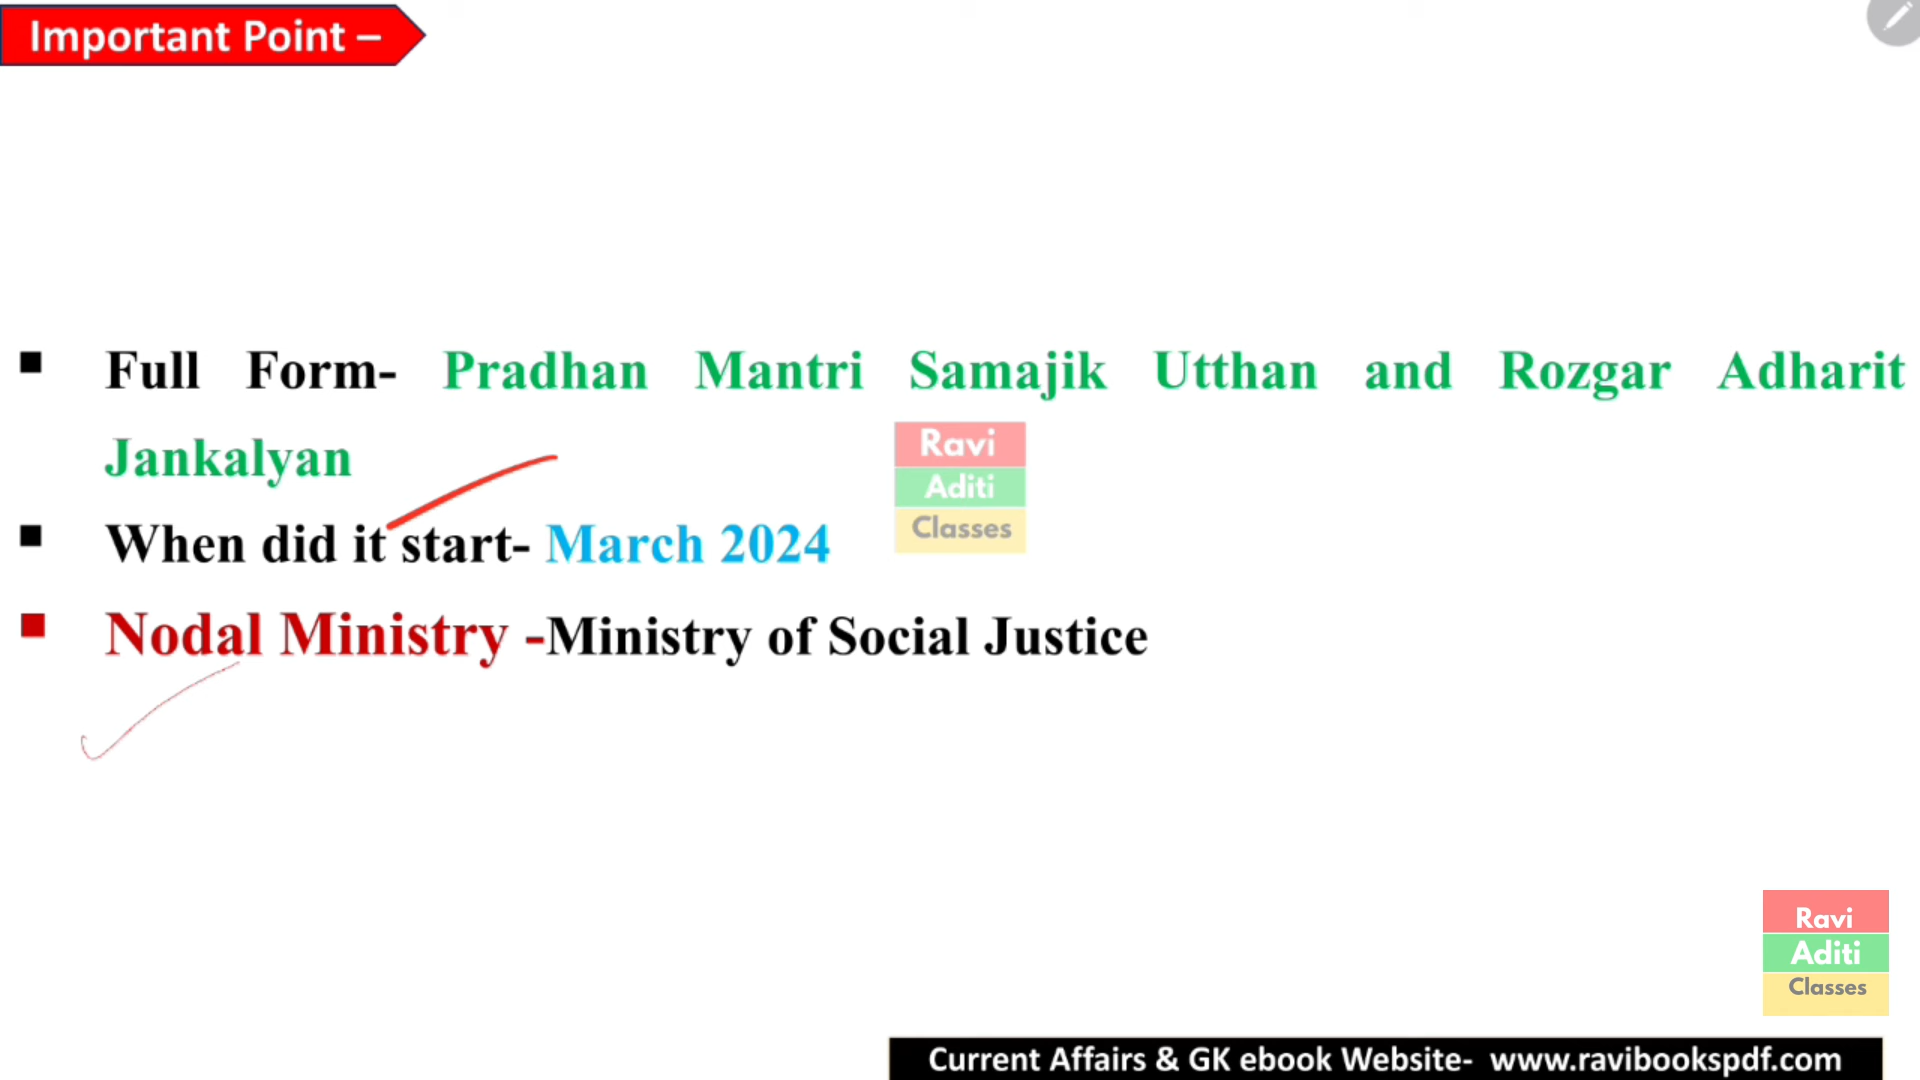 Important Point –
Full Form- Pradhan Mantri Samajik Utthan and Rozgar Adharit
Jankalyan
Ravi
Aditi
Classes
When did it start- March 2024
Nodal Ministry -Ministry of Social Justice
Ravi
Aditi
Classes
Current Affairs & GK ebook Website- www.ravibookspdf.com